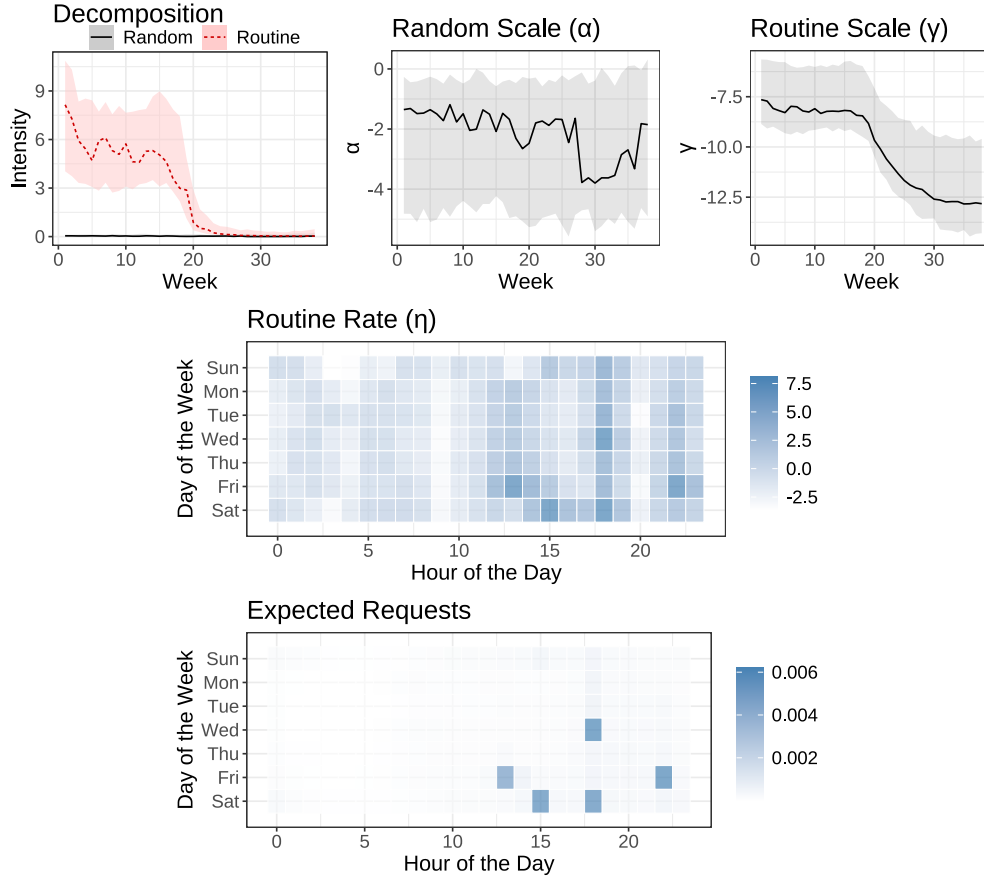 Decomposition
Random Routine
Intensity
9
6
3
0
0 10 20 30
Week
Random Scale (α)
α
0
-2
-4
0 10 20 30
Week
Routine Scale (γ)
γ
-7.5
-10.0
-12.5
0 10 20 30
Week
Routine Rate (η)
Day of the Week
Sun
Mon
Tue
Wed
Thu
Fri
Sat
0 5 10 15 20
Hour of the Day
7.5
5.0
2.5
0.0
-2.5
Expected Requests
Day of the Week
Sun
Mon
Tue
Wed
Thu
Fri
Sat
0 5 10 15 20
Hour of the Day
0.006
0.004
0.002